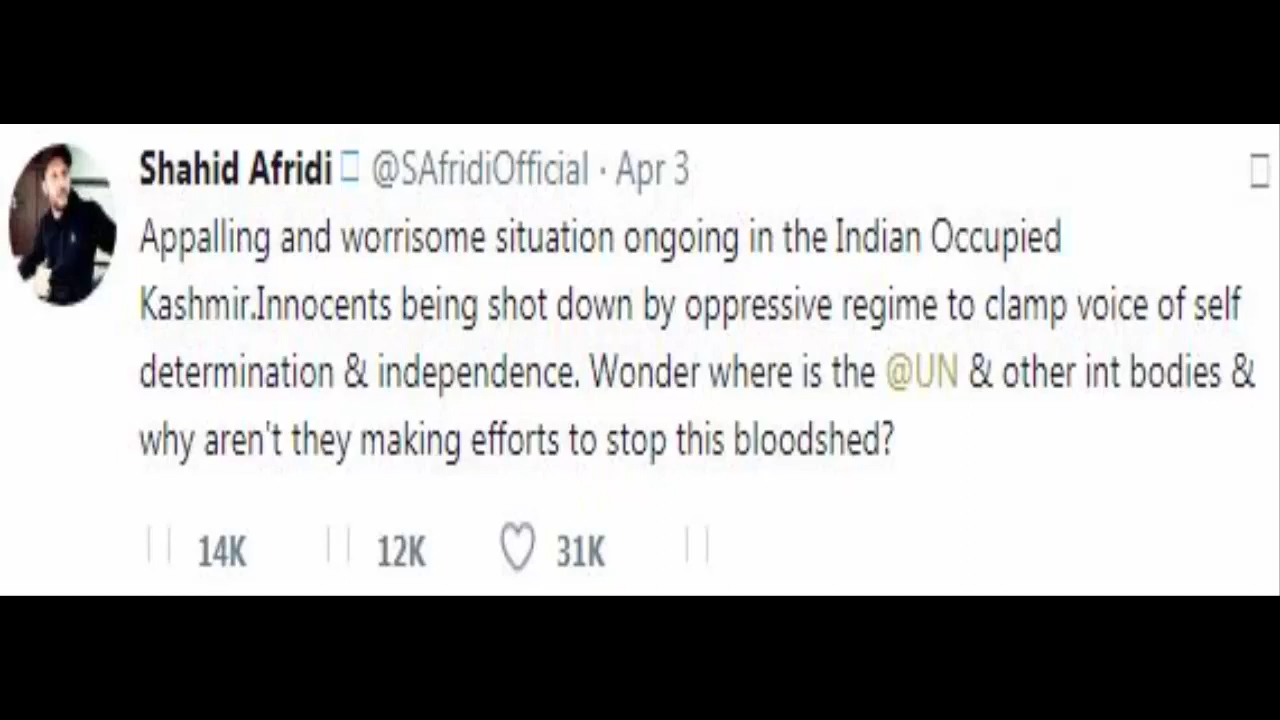 Shahid Afridi @SAfridiOfficial · Apr 3
Appalling and worrisome situation ongoing in the Indian Occupied
Kashmir.Innocents being shot down by oppressive regime to clamp voice of self
determination & independence. Wonder where is the @UN & other int bodies &
why aren't they making efforts to stop this bloodshed?
14K 12K 31K